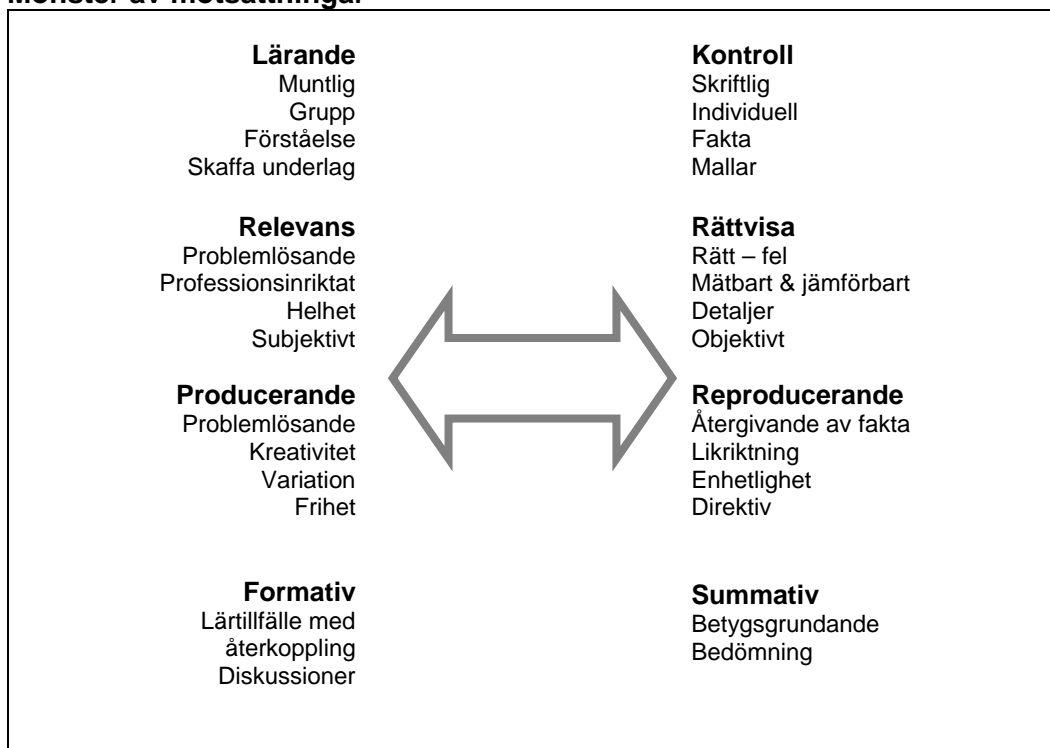 Mönster av motsättningar
Lärande
Muntlig
Grupp
Förståelse
Skaffa underlag
Relevans
Problemlösande
Professionsinriktat
Helhet
Subjektivt
Producerande
Problemlösande
Kreativitet
Variation
Frihet
Formativ
Lärtillfälle med
återkoppling
Diskussioner
Kontroll
Skriftlig
Individuell
Fakta
Mallar
Rättvisa
Rätt – fel
Mätbart & jämförbart
Detaljer
Objektivt
Reproducerande
Återgivande av fakta
Likriktning
Enhetlighet
Direktiv
Summativ
Betygsgrundande
Bedömning